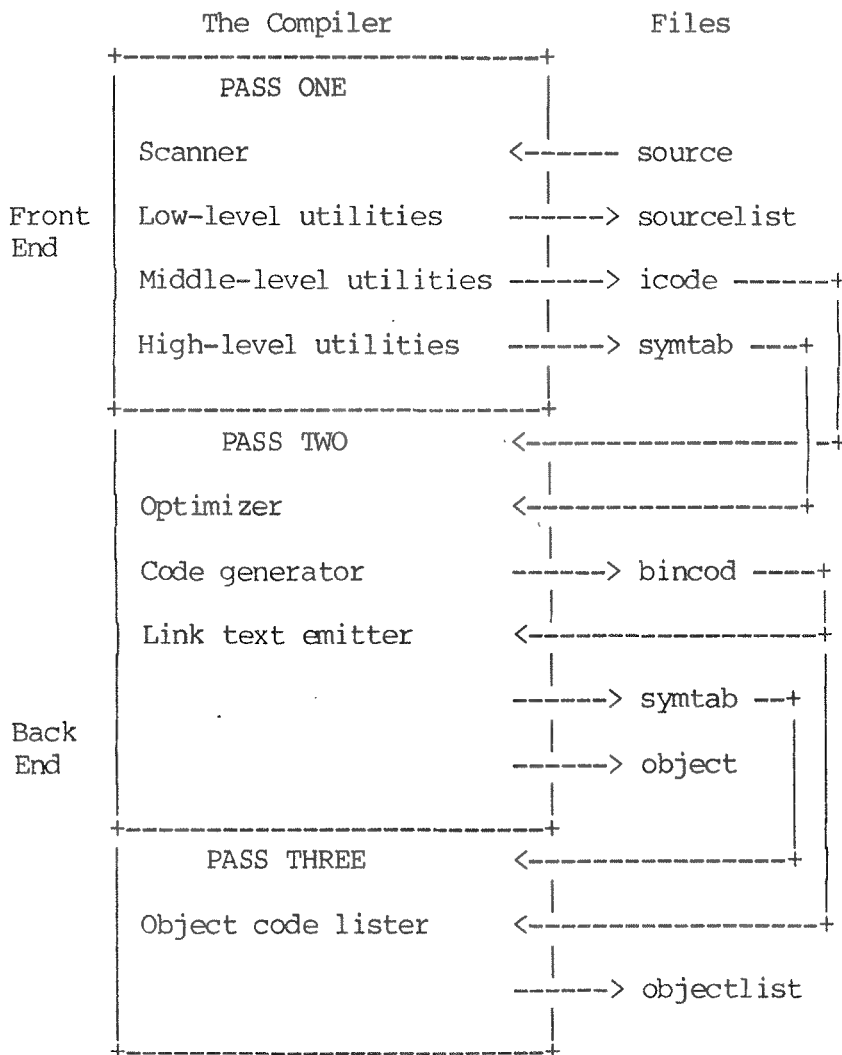 The Compiler Files
PASS ONE
Scanner <------ source
Front Low-level utilities ------> sourcelist
End
Middle-level utilities ------> icode ------+
High-level utilities ------> symtab ----+
PASS TWO
Optimizer
Code generator ------> bincod ----+
Link text emitter
------> symtab --+
Back
End ------> object
PASS THREE
Object code lister
------> objectlist